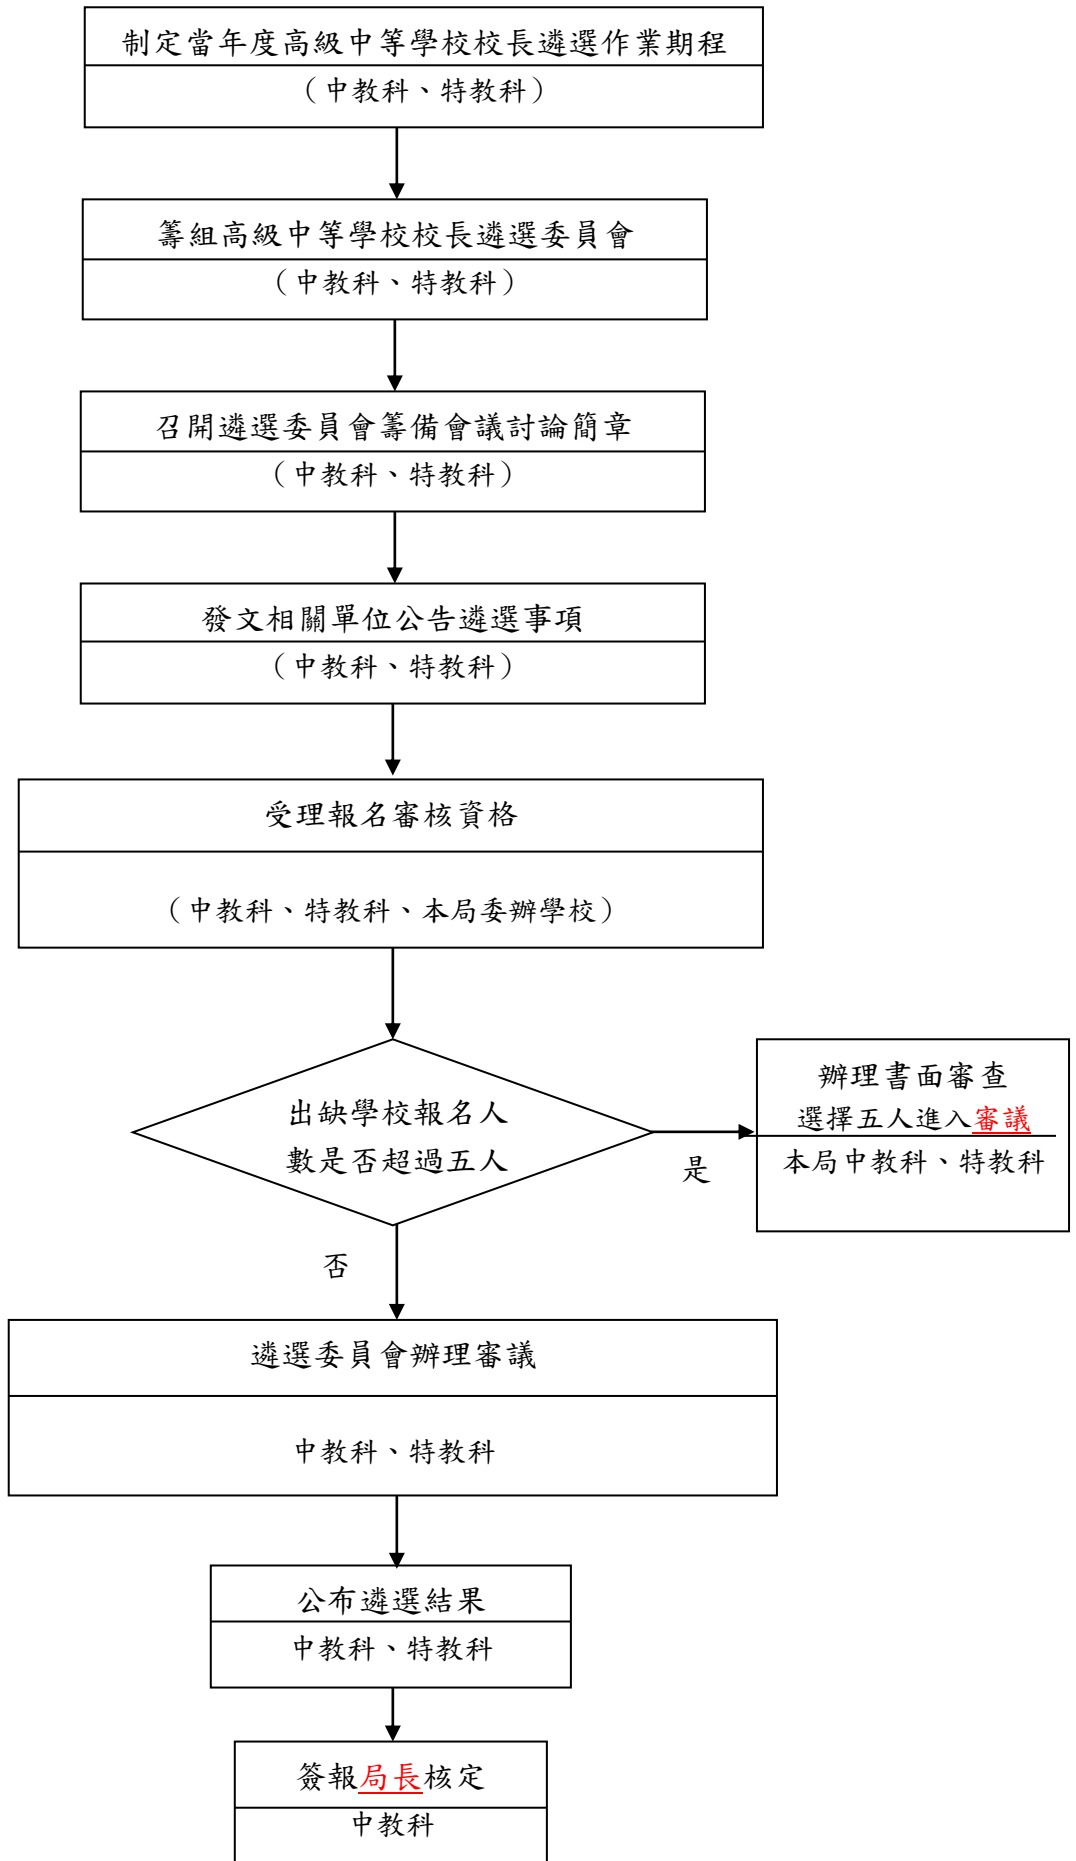 制定當年度高級中等學校校長遴選作業期程
（中教科、特教科）
籌組高級中等學校校長遴選委員會
（中教科、特教科）
召開遴選委員會籌備會議討論簡章
（中教科、特教科）
發文相關單位公告遴選事項
（中教科、特教科）
受理報名審核資格
（中教科、特教科、本局委辦學校）
出缺學校報名人
數是否超過五人
是
辦理書面審查
選擇五人進入審議
本局中教科、特教科
否
遴選委員會辦理審議
中教科、特教科
公布遴選結果
中教科、特教科
簽報局長核定
中教科